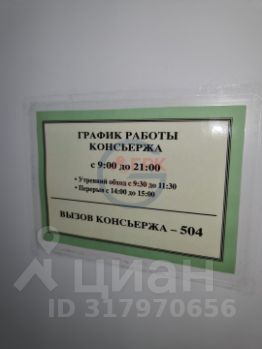 ГРАФИК РАБОТЫ
КОНСЬЕРЖА
с 9:00 до 21:00
• Утренний обход с 9:30 до 11:30
• Перерыв с 14:00 до 15:00
ВЫЗОВ КОНСЬЕРЖА – 504
циан
ID 317970656